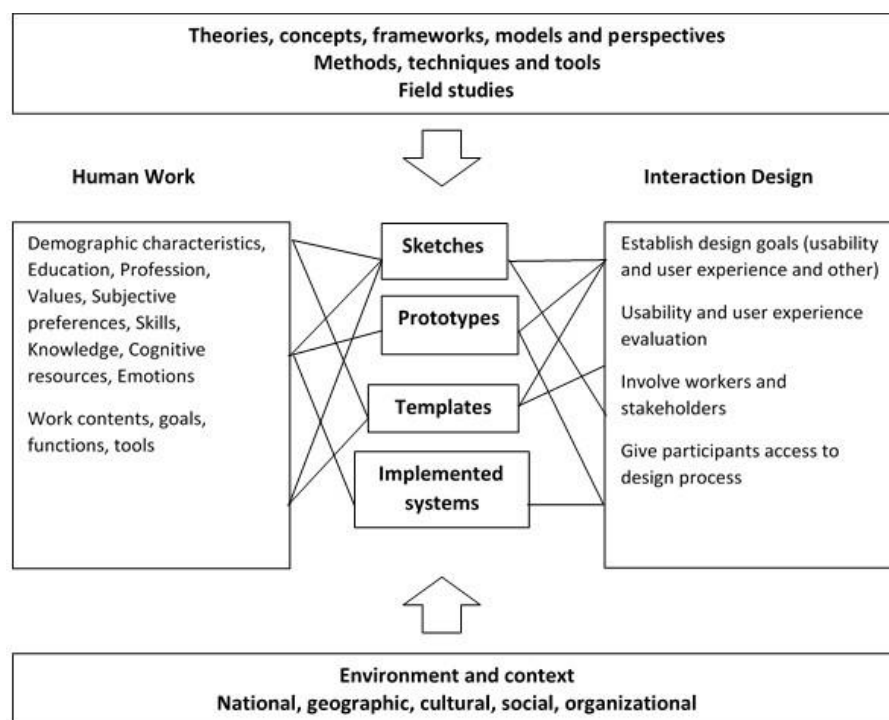 Theories, concepts, frameworks, models and perspectives
Methods, techniques and tools
Field studies
Human Work
Interaction Design
Demographic characteristics,
Education, Profession,
Values, Subjective
preferences, Skills,
Knowledge, Cognitive
resources, Emotions
Work contents, goals,
functions, tools
Sketches
Prototypes
Templates
Implemented
systems
Establish design goals (usability
and user experience and other)
Usability and user experience
evaluation
Involve workers and
stakeholders
Give participants access to
design process
Environment and context
National, geographic, cultural, social, organizational